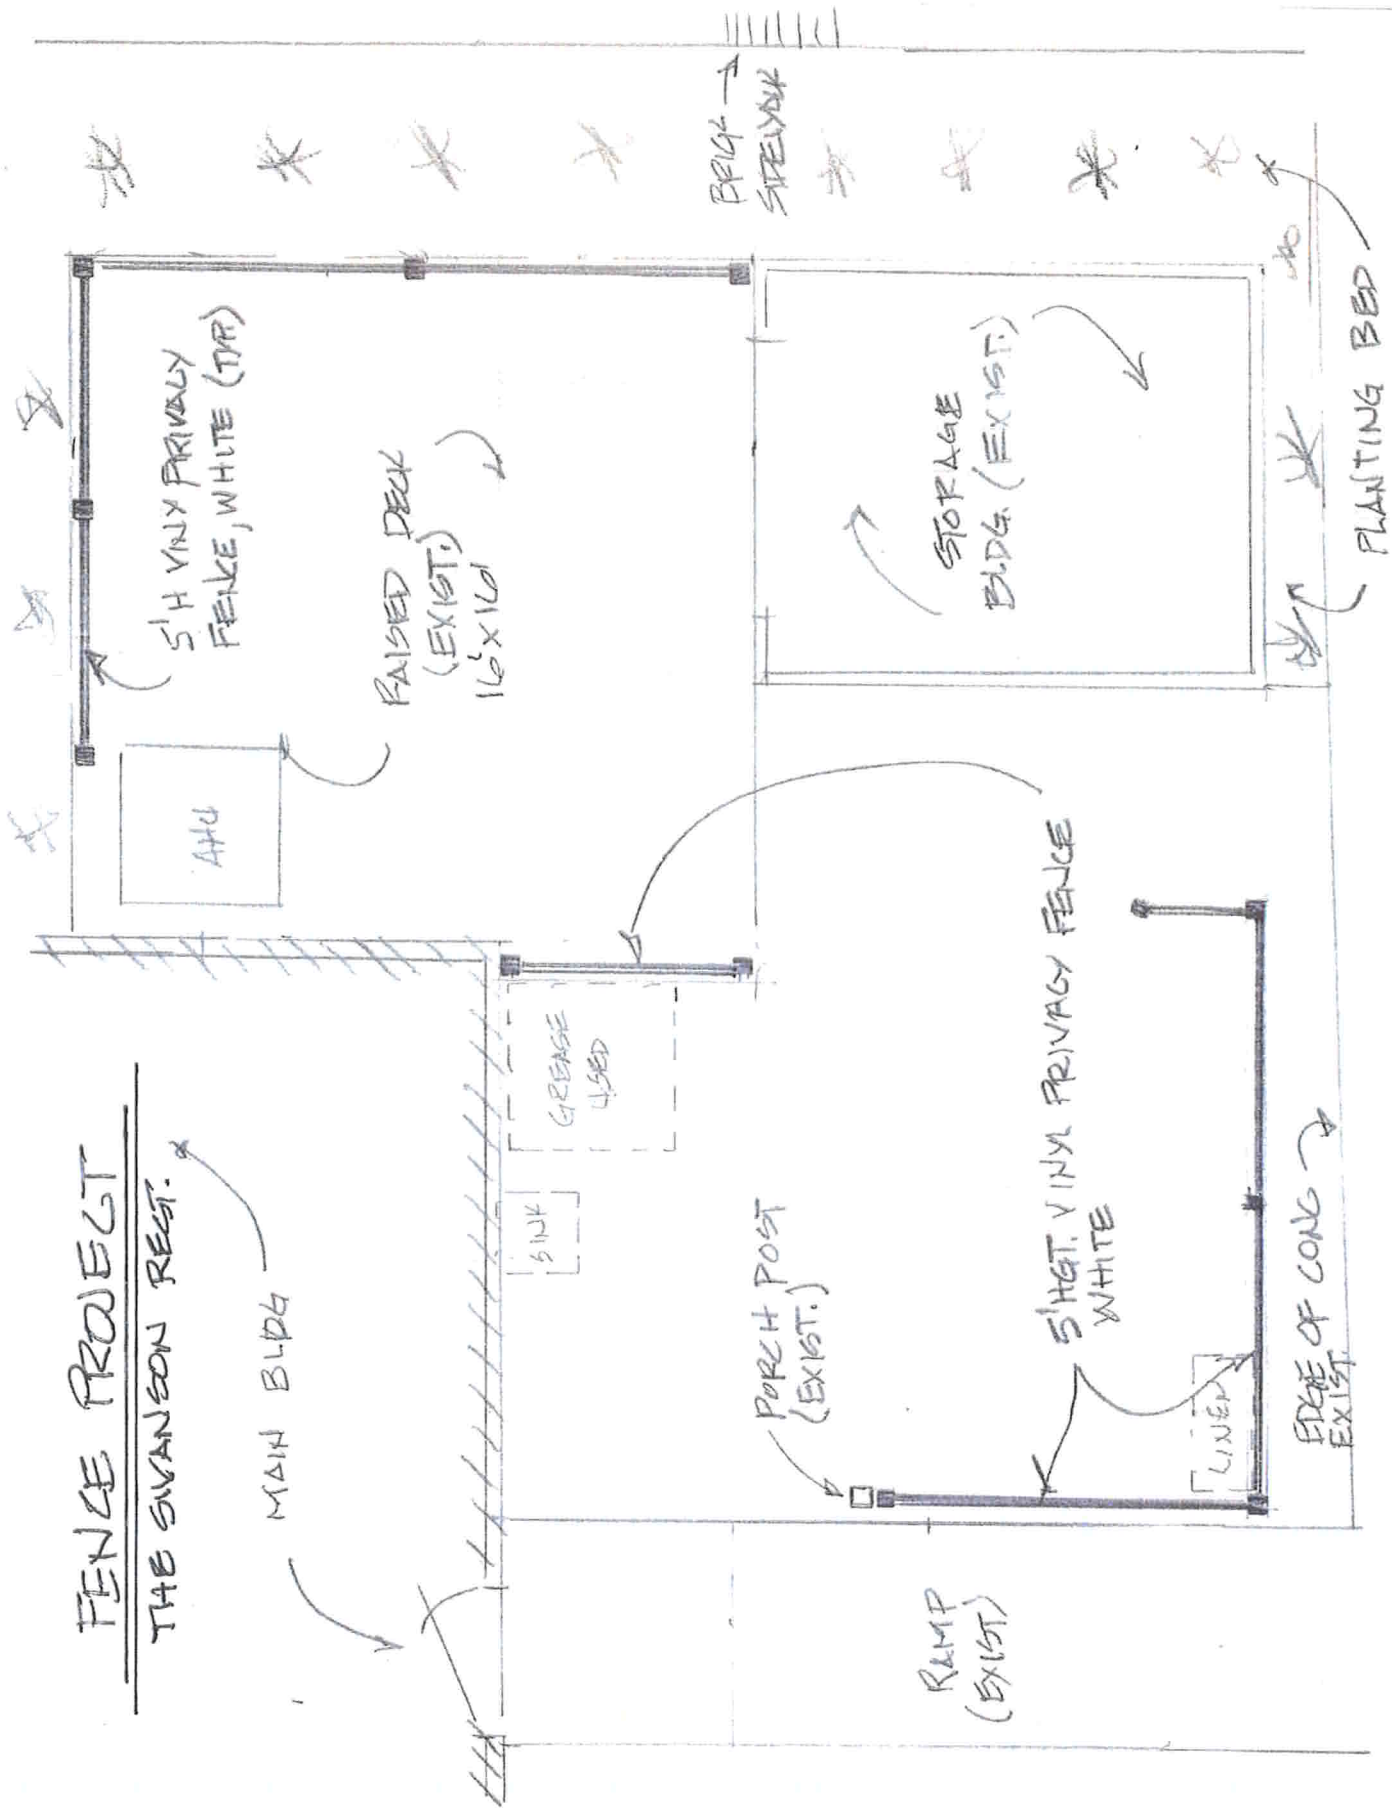 FENCE PROJECT
THE SWANSON REST.
MAIN BLDG
AHU
5'H VINY PRIVACY
FENCE, WHITE (TYP.)
RAISED DECK
(EXIST.)
16'X16'
BRICK
SIDEWALK
SINK
GREASE
USED
PORCH POST
(EXIST.)
STORAGE
BLDG. (EXIST.)
RAMP
(EXIST)
5'HGT. VINYL PRIVACY FENCE
WHITE
LINEN
EDGE OF CONC
EXIST.
PLANTING BED